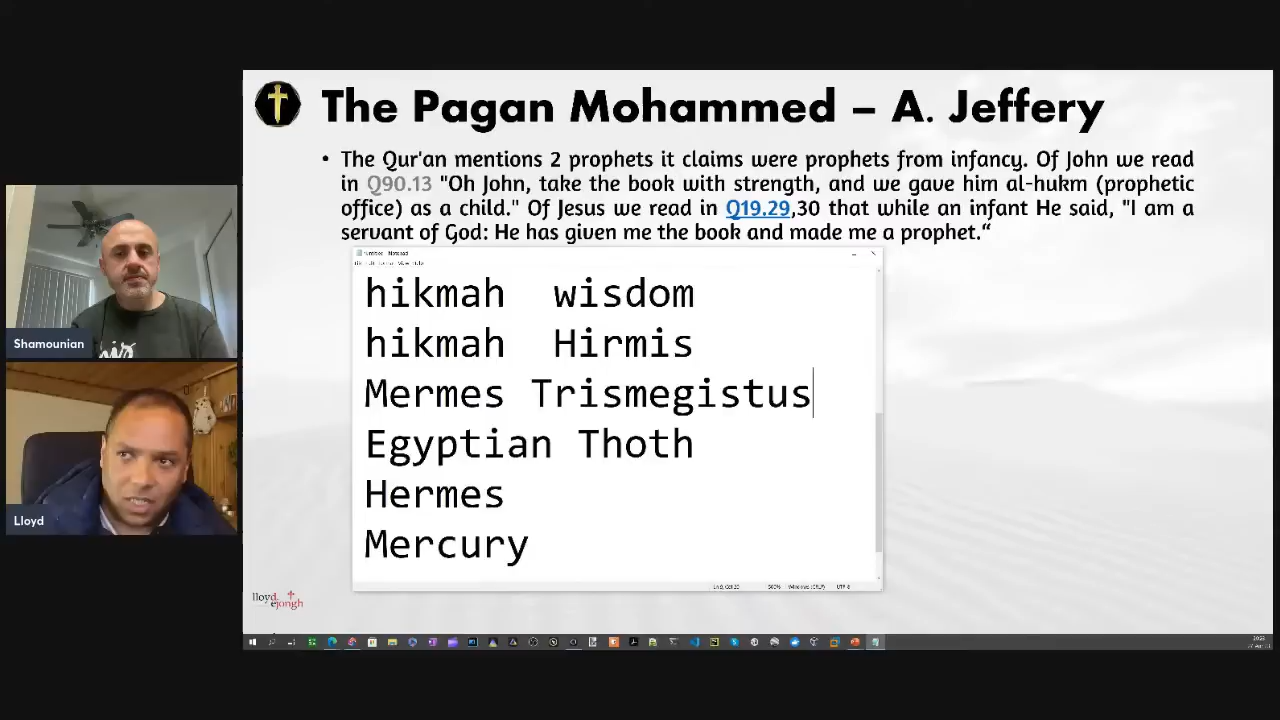 The Pagan Mohammed – A. Jeffery
• The Qur'an mentions 2 prophets it claims were prophets from infancy. Of John we read
in Q90.13 "Oh John, take the book with strength, and we gave him al-hukm (prophetic
office) as a child." Of Jesus we read in Q19.29,30 that while an infant He said, "I am a
servant of God: He has given me the book and made me a prophet.“
hikmah wisdom
hikmah Hirmis
Mermes Trismegistus
Egyptian Thoth
Hermes
Mercury
Shamounian
Lloyd
lloyd
ejongh